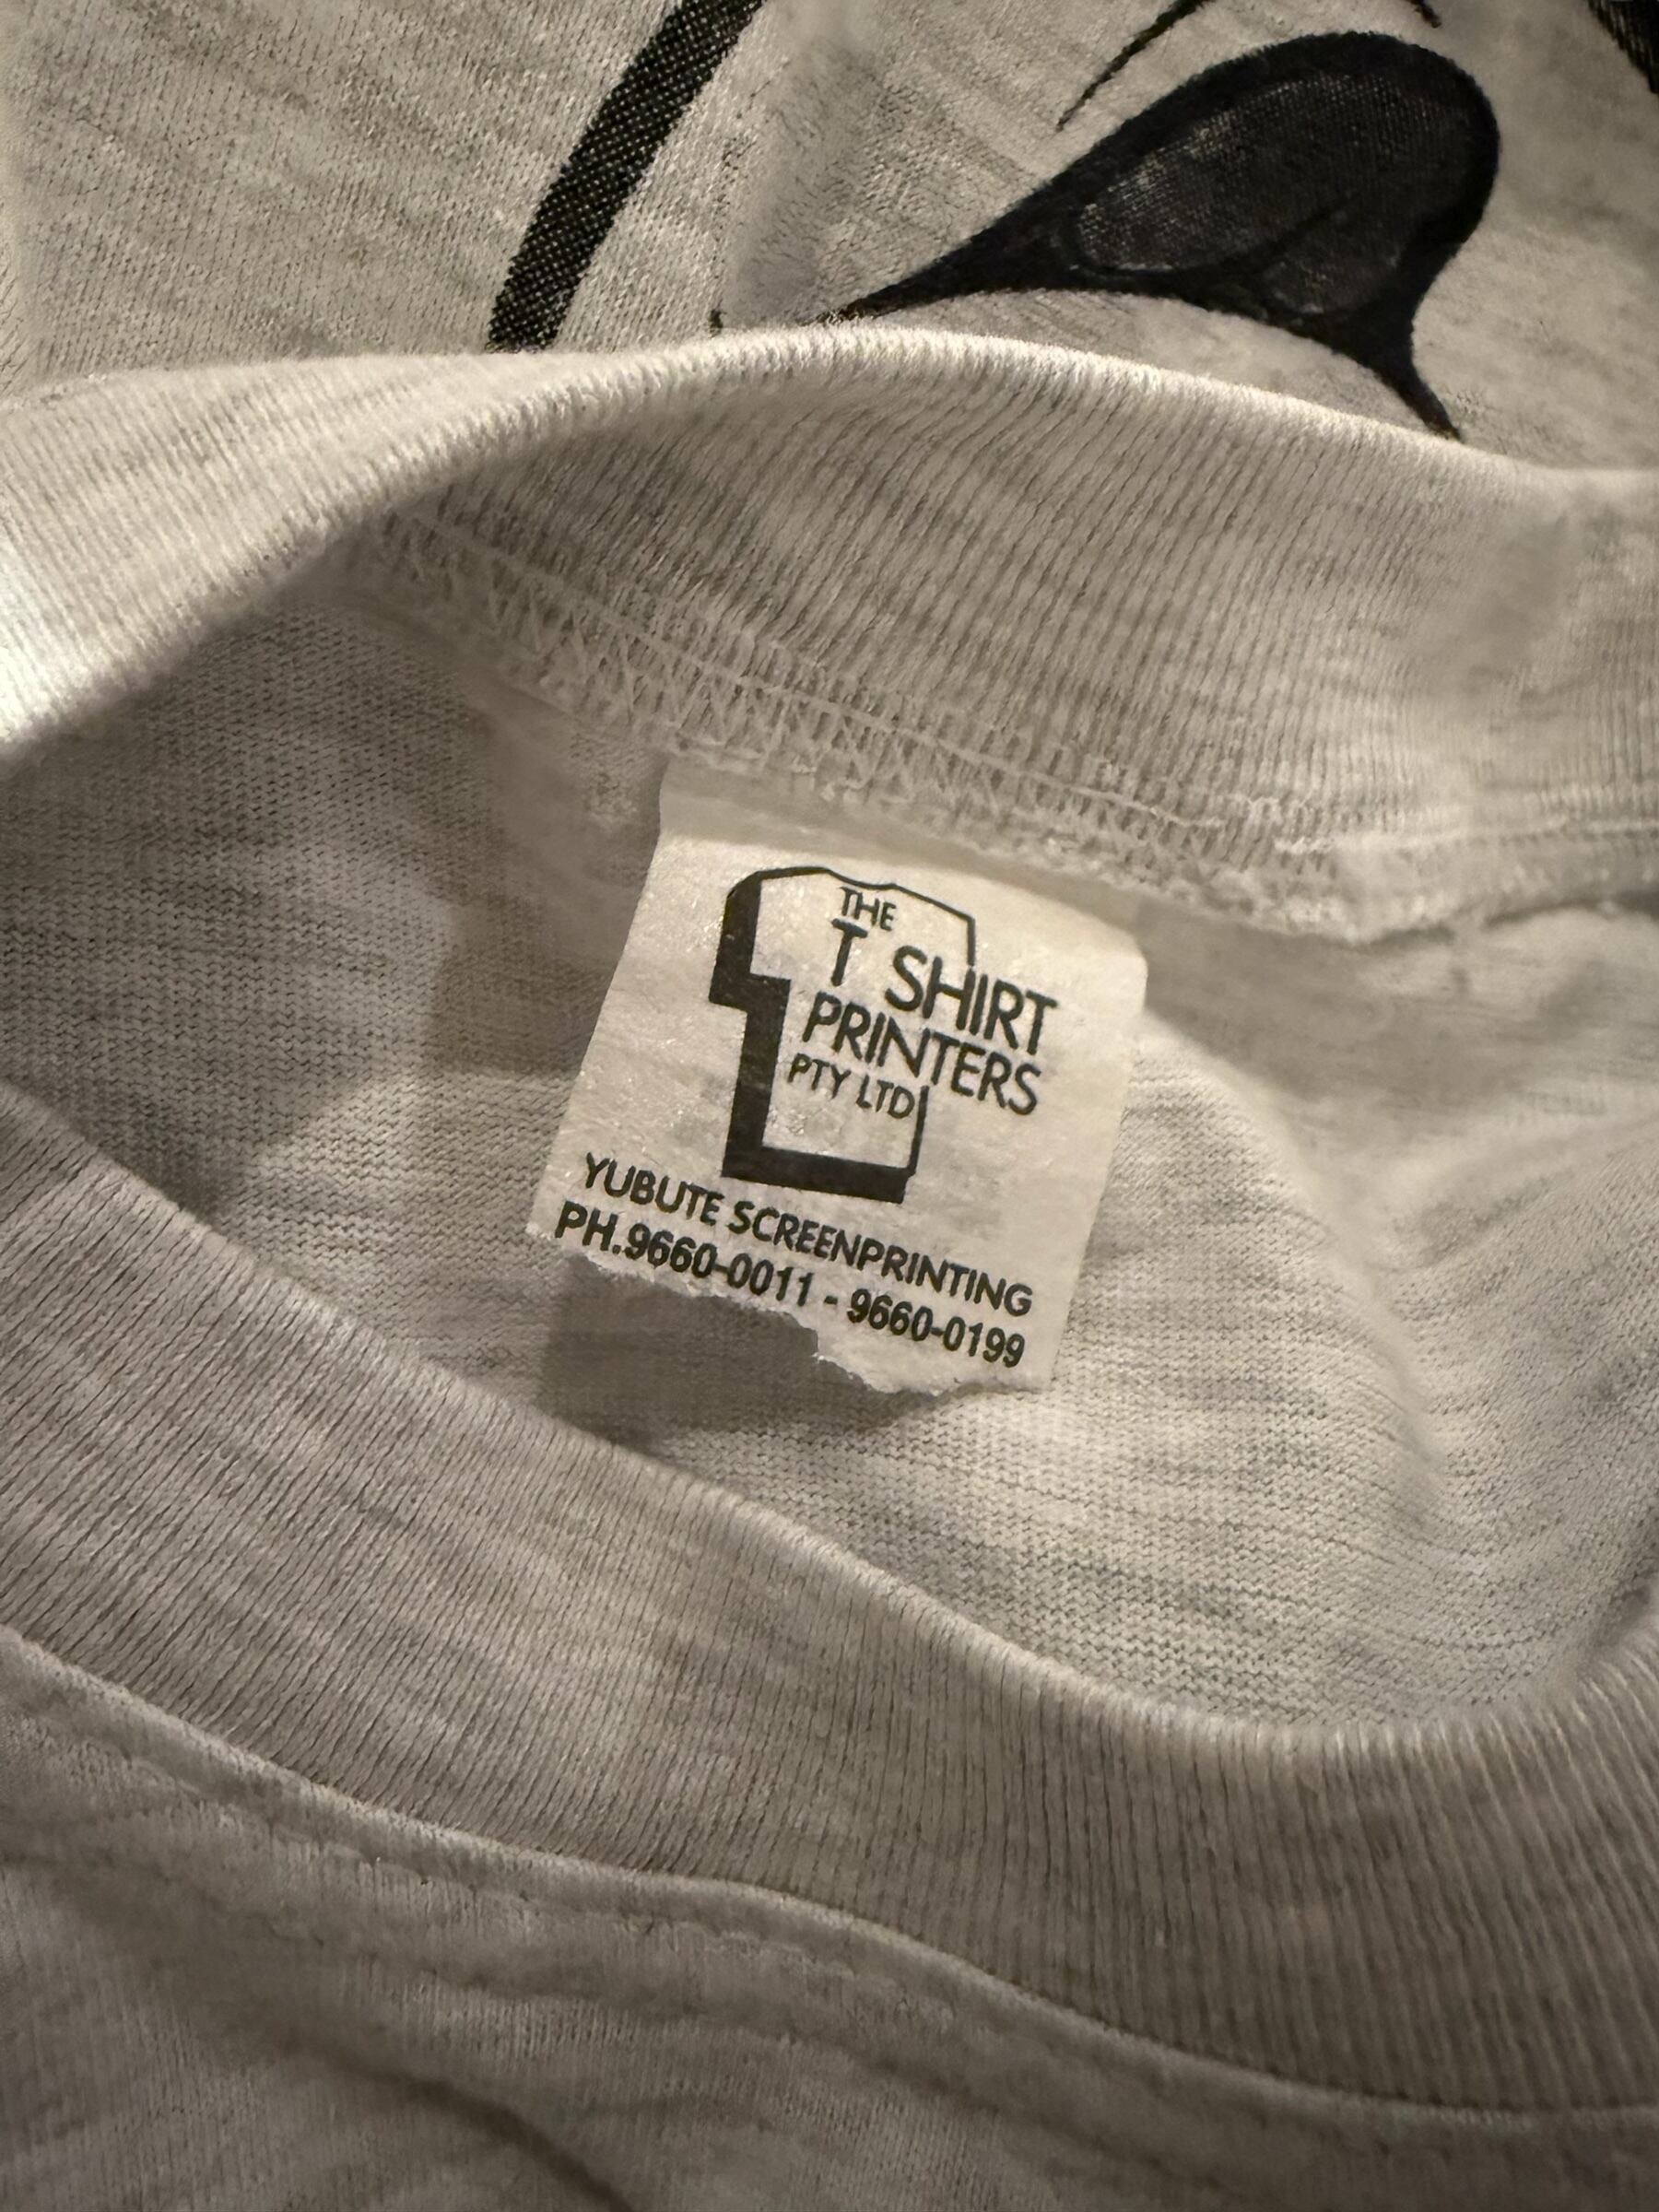 THE
T SHIRT
PRINTERS
PTY LTD
YUBUTE SCREENPRINTING
PH.9660-0011 - 9660-0199